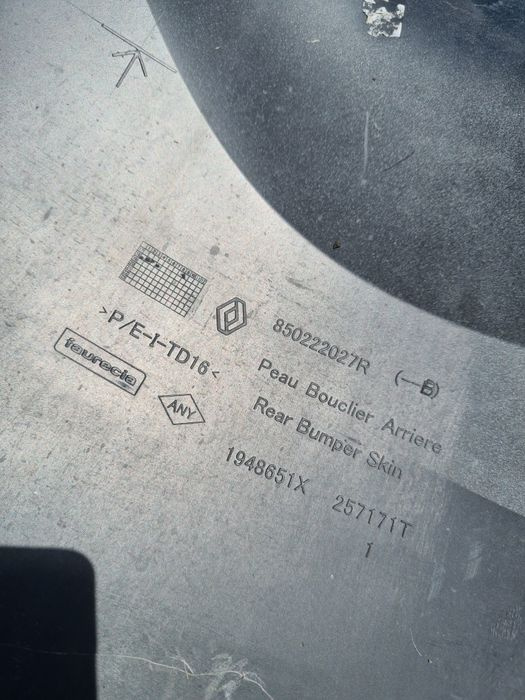 850222027R (—B)
>P/E-I-TD16<
Peau Bouclier Arriere
faurecia
ANY
Rear Bumper Skin
1948651X 257171T
1